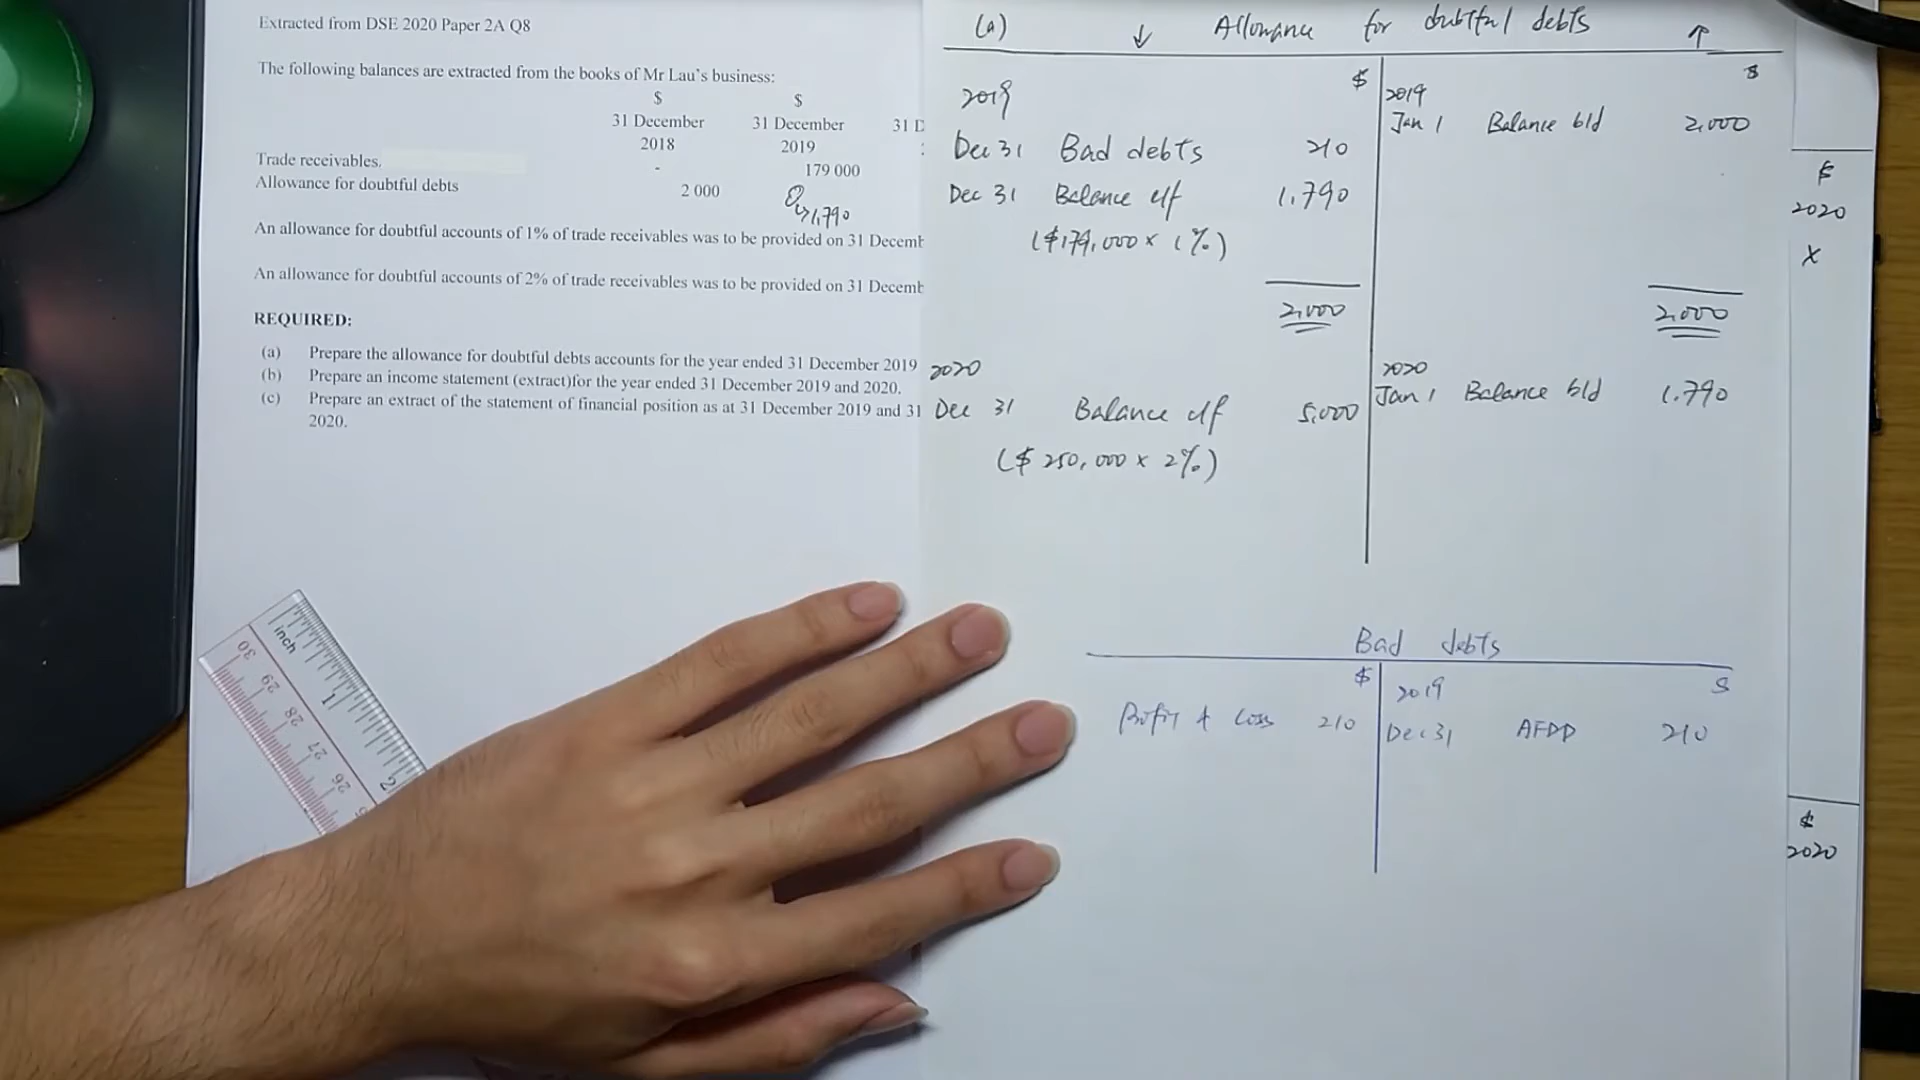 Extracted from DSE 2020 Paper 2A Q8
The following balances are extracted from the books of Mr Lau's business:
$ $
31 December 31 December 31 D
2018 2019
Trade receivables. - 179 000
Allowance for doubtful debts 2 000
1,790
An allowance for doubtful accounts of 1% of trade receivables was to be provided on 31 Decemb
An allowance for doubtful accounts of 2% of trade receivables was to be provided on 31 Decemb
REQUIRED:
(a) Prepare the allowance for doubtful debts accounts for the year ended 31 December 2019
(b) Prepare an income statement (extract)for the year ended 31 December 2019 and 2020.
(c) Prepare an extract of the statement of financial position as at 31 December 2019 and 31
2020.
(a) ↓ Allowance for doubtful debts ↑
$ $
2019 2019
Jan 1 Balance b/d 2,000
Dec 31 Bad debts 210
Dec 31 Balance c/f 1,790
($179,000 × 1%)
2,000 2,000
2020 2020
Jan 1 Balance b/d 1,790
Dec 31 Balance c/f 5,000
($250,000 × 2%)
Bad debts
$ 2019 $
Profit & Loss 210 Dec 31 AFDD 210
$
2020
X
$
2020
inch
1
2
30
29
28
27
26